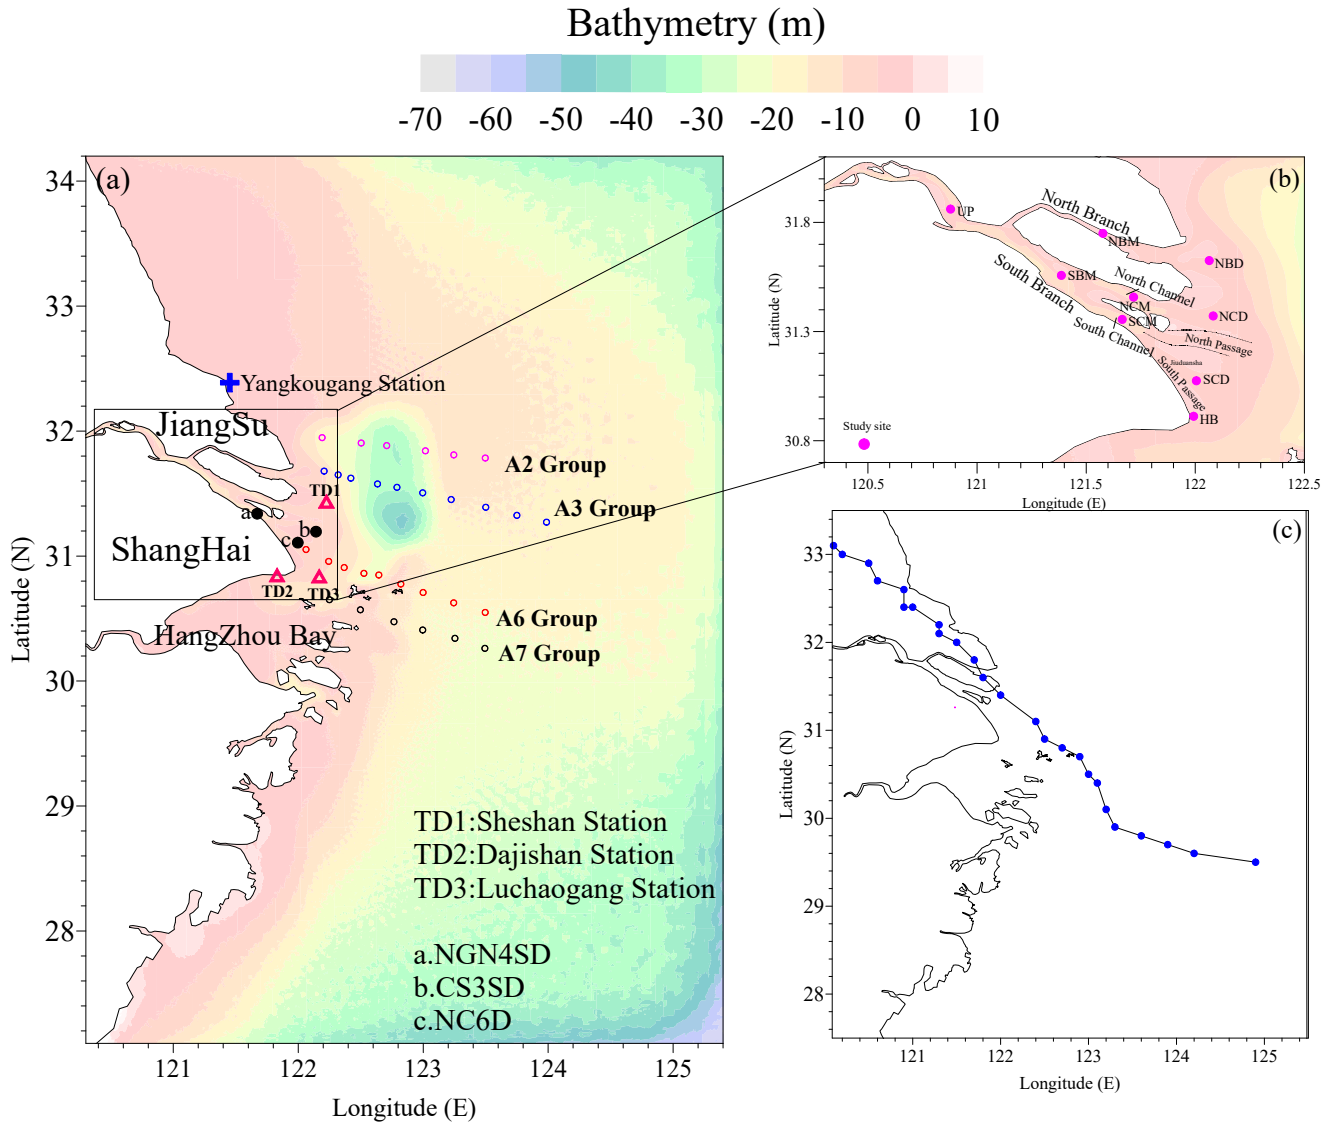 Bathymetry (m)
-70 -60 -50 -40 -30 -20 -10 0 10
(a)
34
33
32
31
30
29
28
121 122 123 124 125
Latitude (N)
Longitude (E)
Yangkougang Station
JiangSu
ShangHai
HangZhou Bay
TD1
TD2
TD3
a
b
c
A2 Group
A3 Group
A6 Group
A7 Group
TD1:Sheshan Station
TD2:Dajishan Station
TD3:Luchaogang Station
a.NGN4SD
b.CS3SD
c.NC6D
(b)
31.8
31.3
30.8
120.5 121 121.5 122 122.5
Latitude (N)
Longitude (E)
UP
North Branch
NBM
NBD
SBM
South Branch
North Channel
NCM
NCD
SCM
South Channel
North Passage
Jiuduansha
South Passage
SCD
HB
Study site
(c)
33
32
31
30
29
28
121 122 123 124 125
Latitude (N)
Longitude (E)